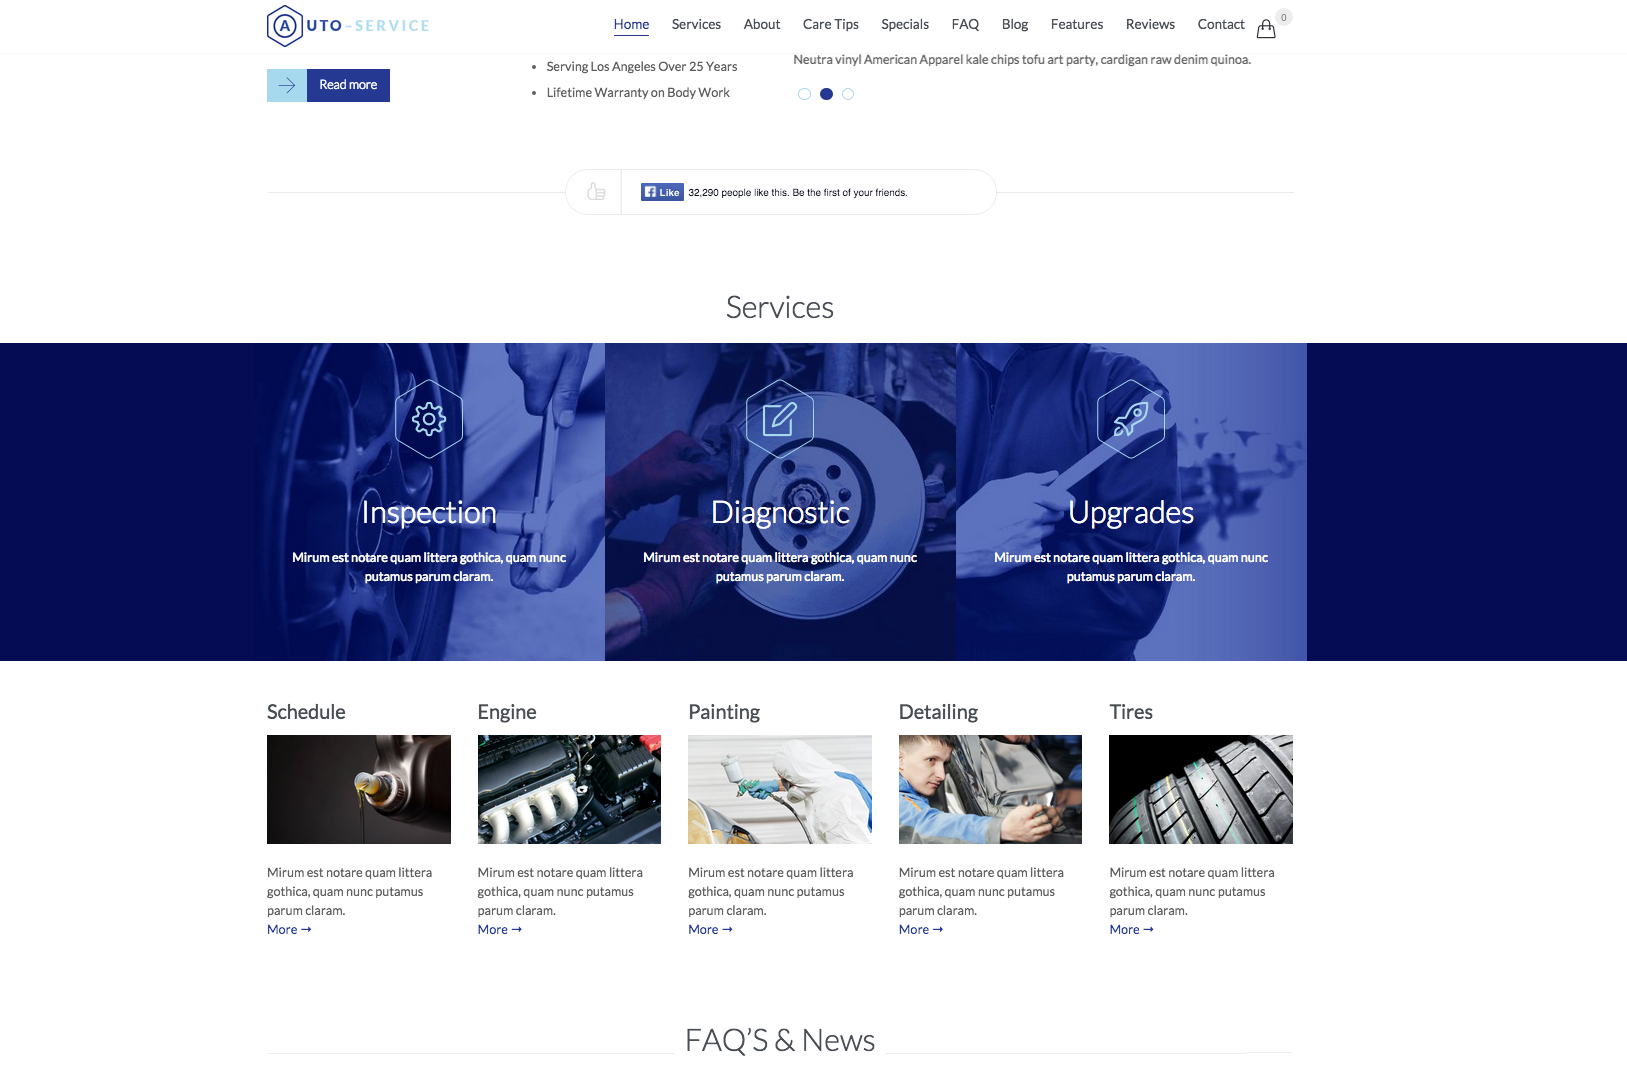 AUTO-SERVICE
Home Services About Care Tips Specials FAQ Blog Features Reviews Contact 0
Read more
• Serving Los Angeles Over 25 Years
• Lifetime Warranty on Body Work
Neutra vinyl American Apparel kale chips tofu art party, cardigan raw denim quinoa.
Like 32,290 people like this. Be the first of your friends.
Services
Inspection
Mirum est notare quam littera gothica, quam nunc
putamus parum claram.
Diagnostic
Mirum est notare quam littera gothica, quam nunc
putamus parum claram.
Upgrades
Mirum est notare quam littera gothica, quam nunc
putamus parum claram.
Schedule
Mirum est notare quam littera
gothica, quam nunc putamus
parum claram.
More →
Engine
Mirum est notare quam littera
gothica, quam nunc putamus
parum claram.
More →
Painting
Mirum est notare quam littera
gothica, quam nunc putamus
parum claram.
More →
Detailing
Mirum est notare quam littera
gothica, quam nunc putamus
parum claram.
More →
Tires
Mirum est notare quam littera
gothica, quam nunc putamus
parum claram.
More →
FAQ'S & News